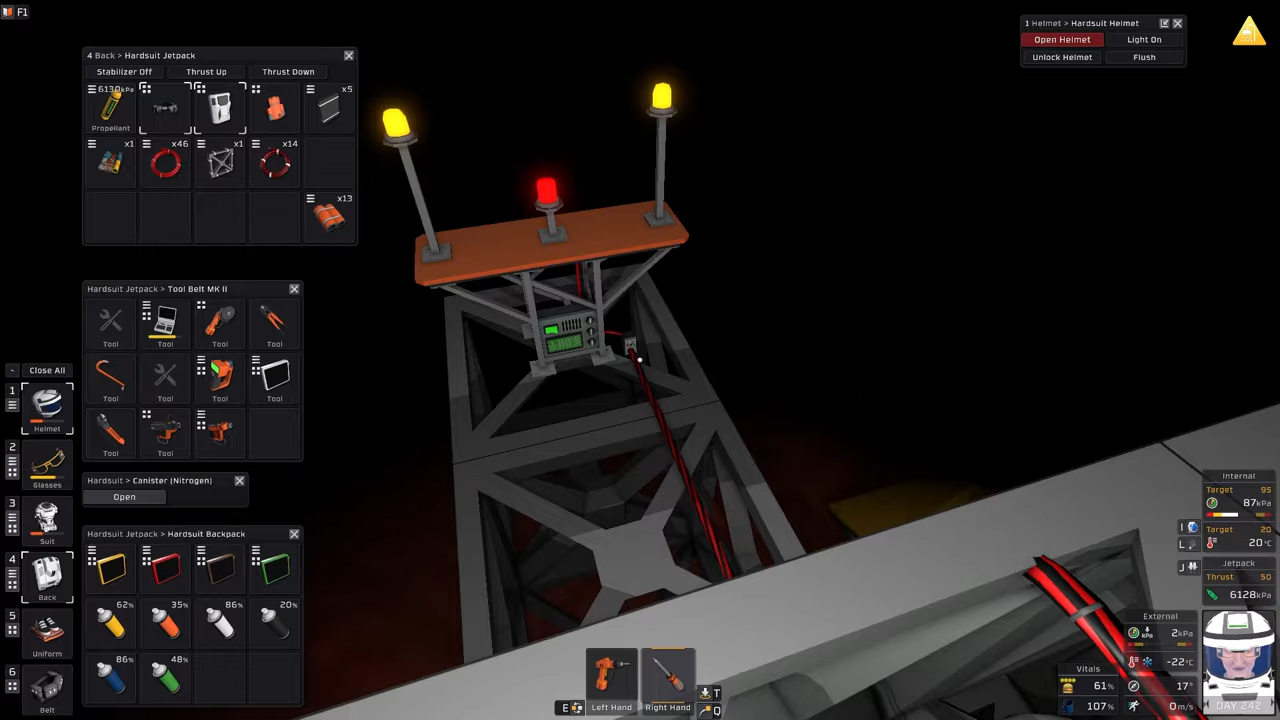 F1
1 Helmet > Hardsuit Helmet
Open Helmet
Light On
Unlock Helmet
Flush
4 Back > Hardsuit Jetpack
Stabilizer Off
Thrust Up
Thrust Down
6130kPa
x5
Propellant
x1
x46
x1
x14
x13
Hardsuit Jetpack > Tool Belt MK II
Tool
Tool
Tool
Tool
Tool
Tool
Tool
Tool
Tool
Tool
Tool
Hardsuit > Canister (Nitrogen)
Open
Hardsuit Jetpack > Hardsuit Backpack
62%
35%
86%
20%
86%
48%
Close All
1
Helmet
2
Glasses
3
Suit
4
Back
5
Uniform
6
Belt
E
Left Hand
Right Hand
T
Q
Internal
Target 95
87kPa
Target 20
20°C
I
L
J
Jetpack
Thrust 50
6128kPa
External
kPa
2kPa
-22°C
17°
0m/s
Vitals
61%
107%
DAY 242